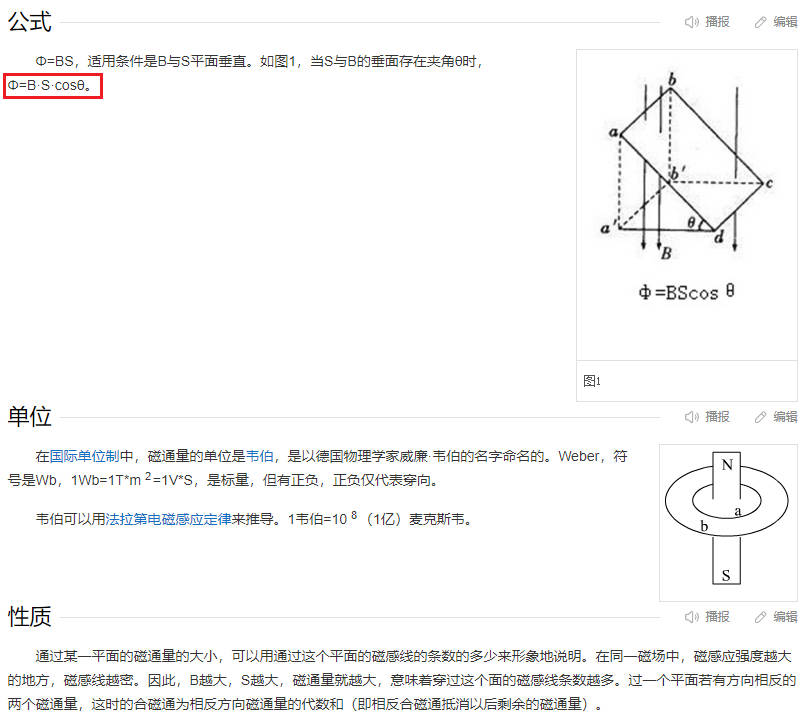 公式
播报
编辑
Φ=BS，适用条件是B与S平面垂直。如图1，当S与B的垂面存在夹角θ时，
Φ=B·S·cosθ。
b
a
b′
c
a′
θ
d
B
Φ=BScos θ
图1
单位
播报
编辑
在国际单位制中，磁通量的单位是韦伯，是以德国物理学家威廉·韦伯的名字命名的。Weber，符
号是Wb，1Wb=1T*m 2=1V*S，是标量，但有正负，正负仅代表穿向。
韦伯可以用法拉第电磁感应定律来推导。1韦伯=10 8（1亿）麦克斯韦。
N
a
b
S
性质
播报
编辑
通过某一平面的磁通量的大小，可以用通过这个平面的磁感线的条数的多少来形象地说明。在同一磁场中，磁感应强度越大
的地方，磁感线越密。因此，B越大，S越大，磁通量就越大，意味着穿过这个面的磁感线条数越多。过一个平面若有方向相反的
两个磁通量，这时的合磁通为相反方向磁通量的代数和（即相反合磁通抵消以后剩余的磁通量）。